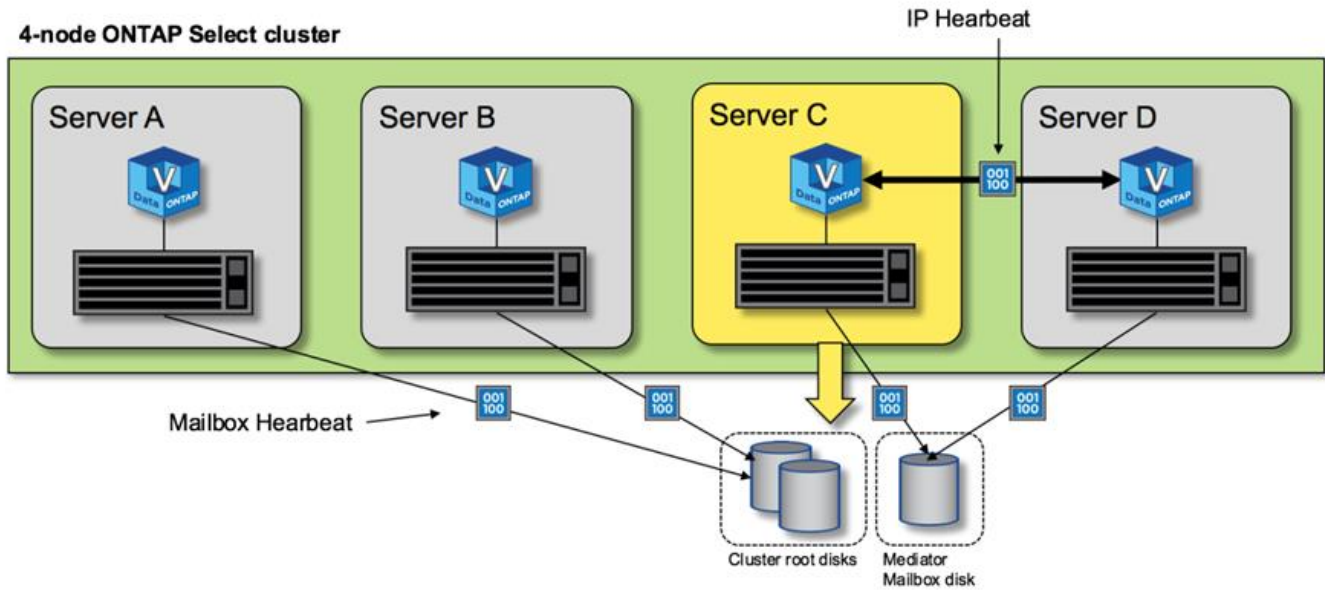 IP Hearbeat
4-node ONTAP Select cluster
Server A
Server B
Server C
Server D
V
Data ONTAP
V
Data ONTAP
V
Data ONTAP
V
Data ONTAP
001
100
Mailbox Hearbeat
001
100
001
100
001
100
001
100
Cluster root disks
Mediator
Mailbox disk